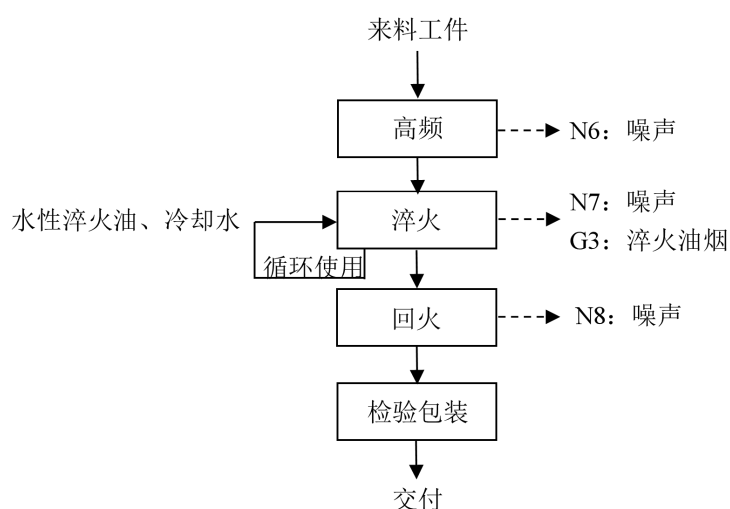 来料工件
高频
N6：噪声
水性淬火油、冷却水
循环使用
淬火
N7：噪声
G3：淬火油烟
回火
N8：噪声
检验包装
交付